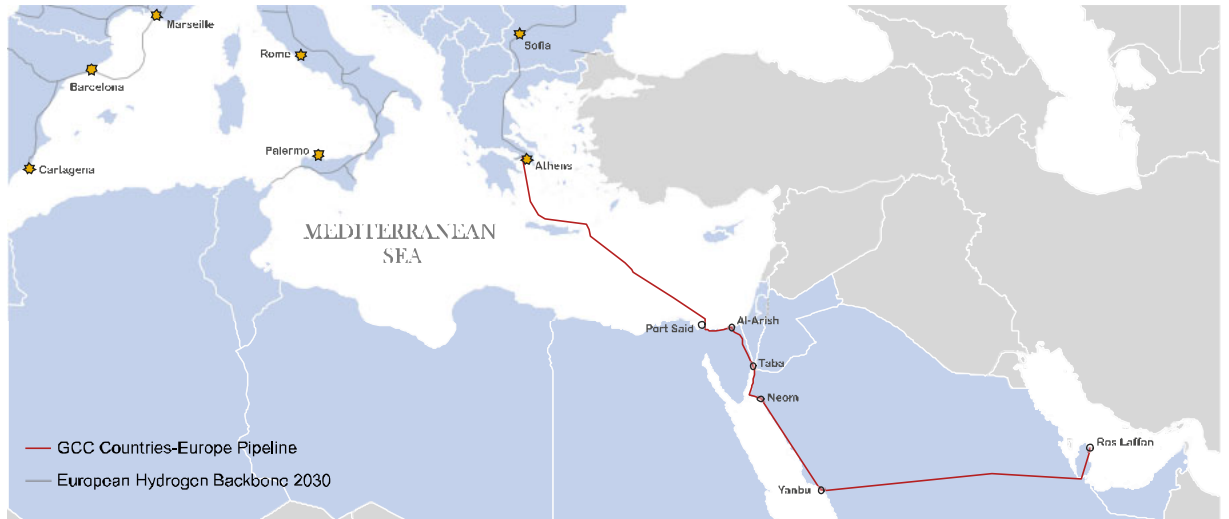 Marseille
Sofia
Rome
Barcelona
Palermo
Athens
Cartagena
MEDITERRANEAN
SEA
Port Said
Al-Arish
Taba
Neom
GCC Countries-Europe Pipeline
Ras Laffan
European Hydrogen Backbone 2030
Yanbu